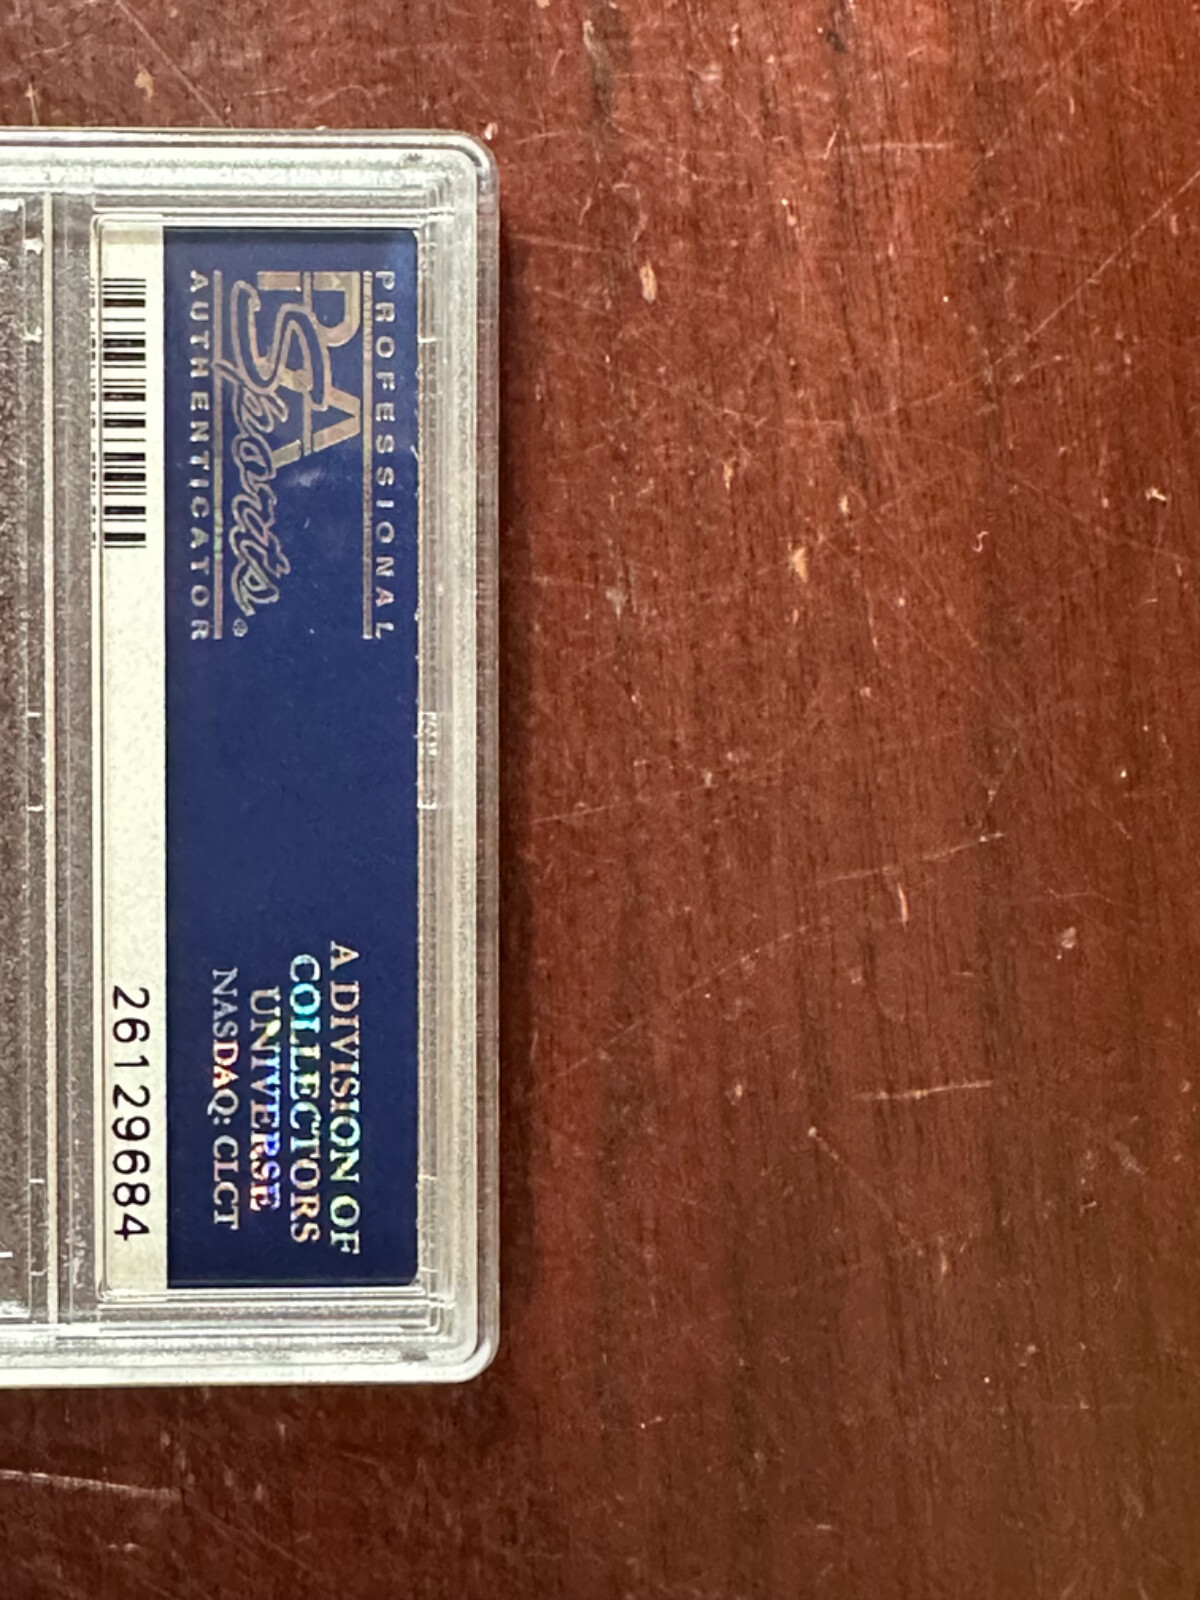 PROFESSIONAL
PSA
Sports®
AUTHENTICATOR
A DIVISION OF
COLLECTORS
UNIVERSE
NASDAQ: CLCT
26129684